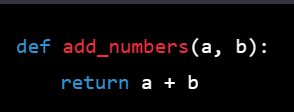 def add_numbers(a, b):
    return a + b